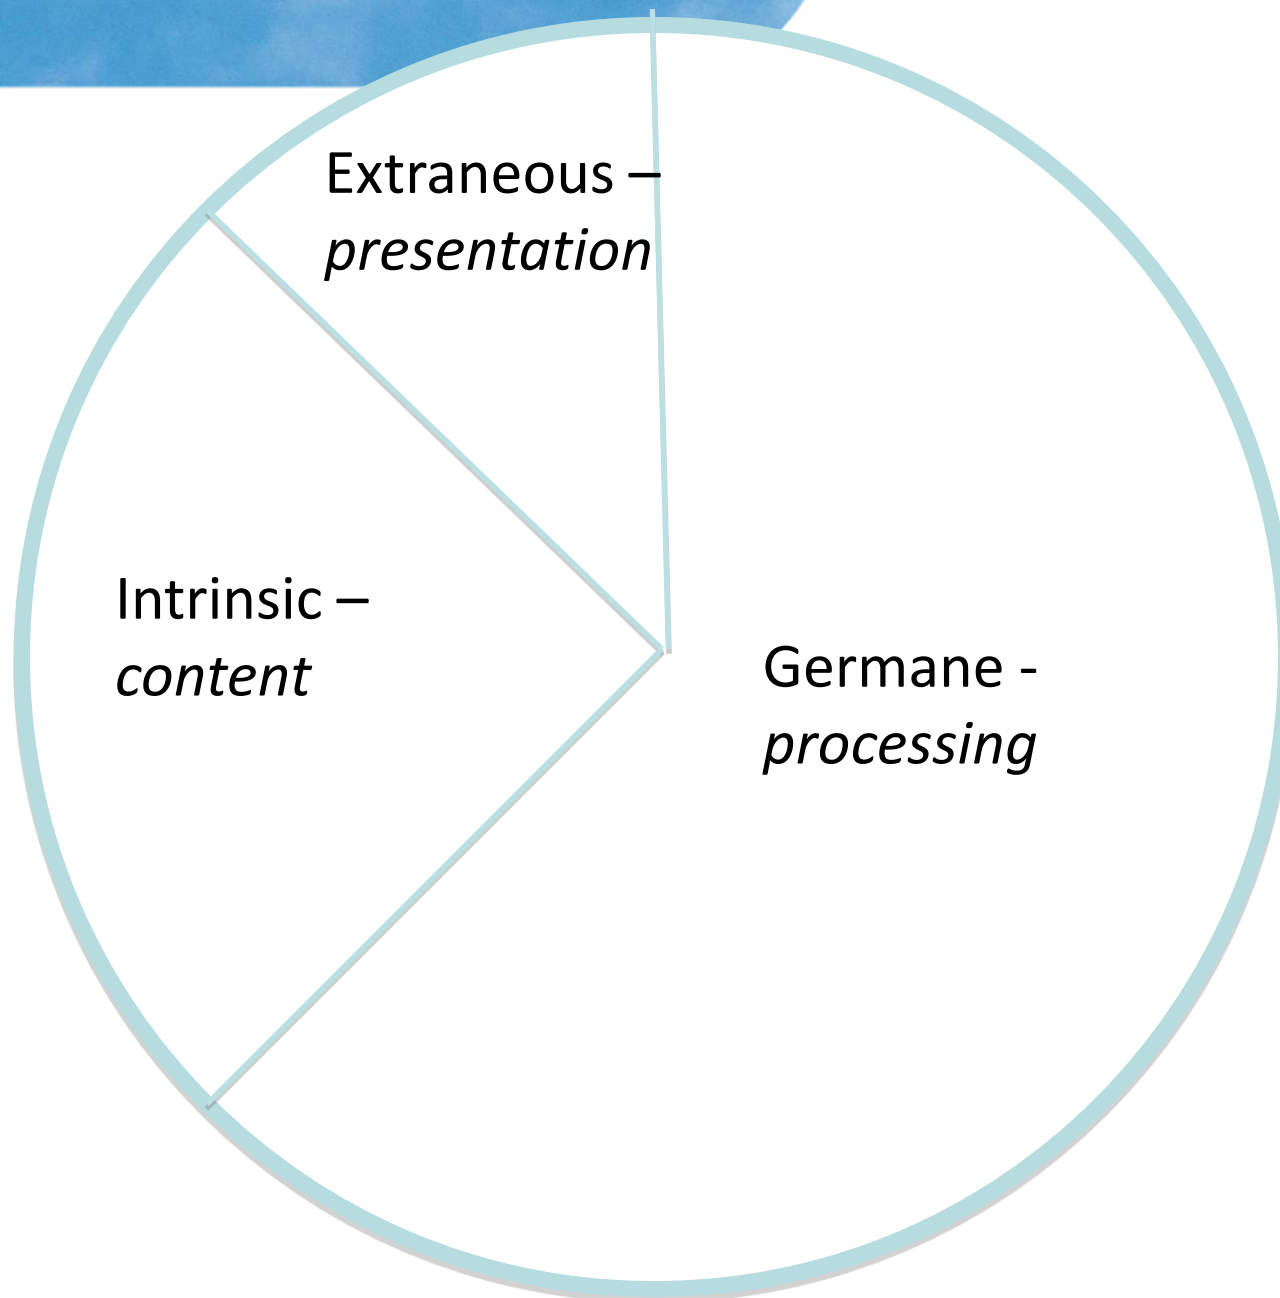 Extraneous –
presentation
Intrinsic –
content
Germane -
processing